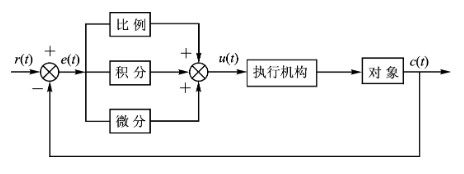 比例
r(t) + e(t) 积分 + u(t) 执行机构 对象 c(t)
− +
微分